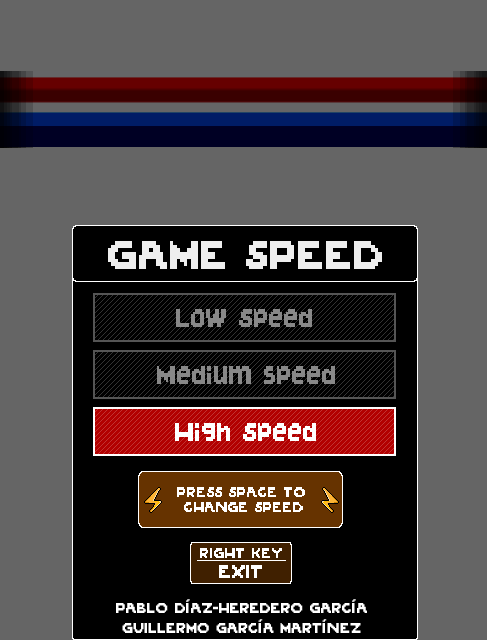 GAME SPEED
Low Speed
Medium Speed
High Speed
PRESS SPACE TO
CHANGE SPEED
RIGHT KEY
EXIT
PABLO DÍAZ-HEREDERO GARCÍA
GUILLERMO GARCÍA MARTÍNEZ